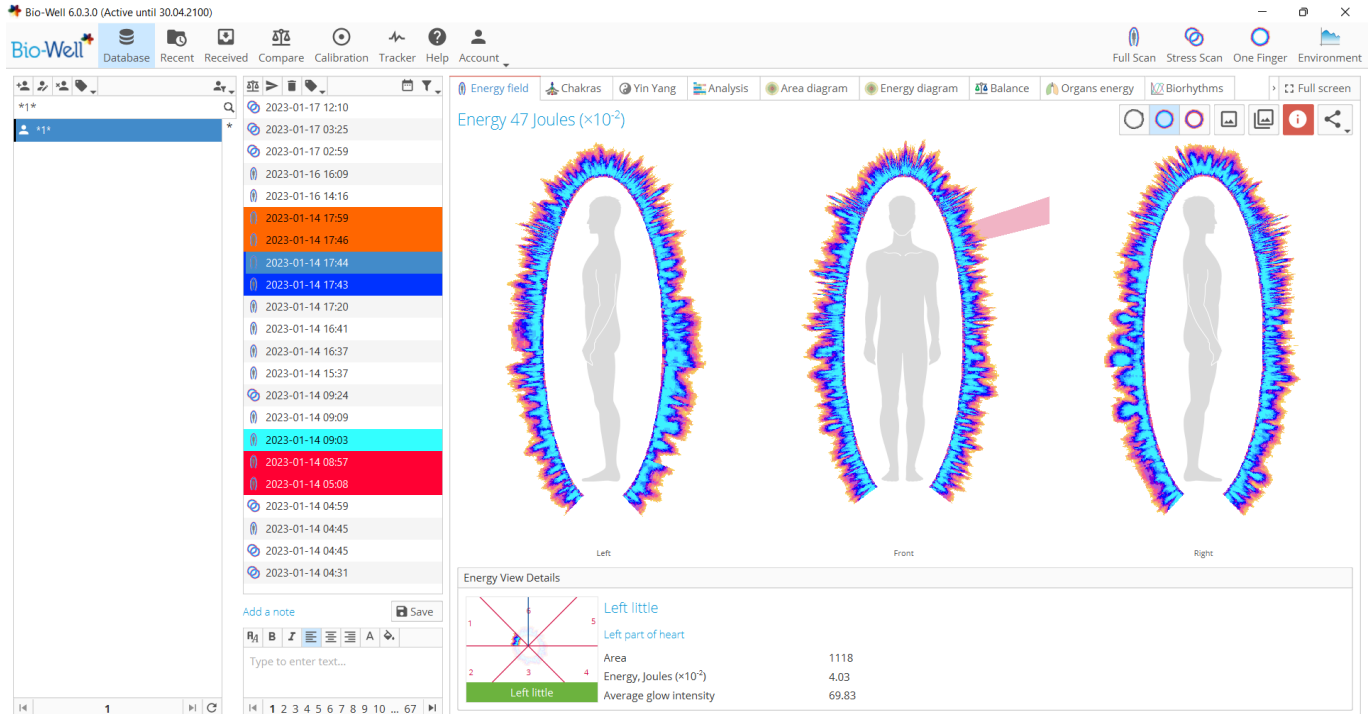 Bio-Well 6.0.3.0 (Active until 30.04.2100)
Bio-Well
Database Recent Received Compare Calibration Tracker Help Account
Full Scan Stress Scan One Finger Environment
*1*
*1*
*
2023-01-17 12:10
2023-01-17 03:25
2023-01-17 02:59
2023-01-16 16:09
2023-01-16 14:16
2023-01-14 17:59
2023-01-14 17:46
2023-01-14 17:44
2023-01-14 17:43
2023-01-14 17:20
2023-01-14 16:41
2023-01-14 16:37
2023-01-14 15:37
2023-01-14 09:24
2023-01-14 09:09
2023-01-14 09:03
2023-01-14 08:57
2023-01-14 05:08
2023-01-14 04:59
2023-01-14 04:45
2023-01-14 04:45
2023-01-14 04:31
Add a note
Save
B I A
Type to enter text...
1
1 2 3 4 5 6 7 8 9 10 ... 67
Energy field Chakras Yin Yang Analysis Area diagram Energy diagram Balance Organs energy Biorhythms Full screen
Energy 47 Joules (×10⁻²)
Left Front Right
Energy View Details
6
1 5
2 3 4
Left little
Left little
Left part of heart
Area 1118
Energy, Joules (×10⁻²) 4.03
Average glow intensity 69.83